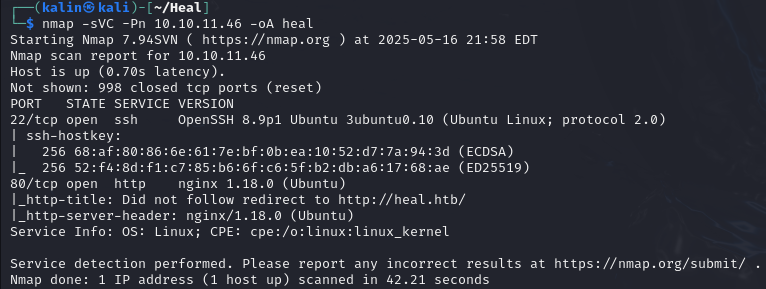 ┌──(kalin㉿kali)-[~/Heal]
└─$ nmap -sVC -Pn 10.10.11.46 -oA heal
Starting Nmap 7.94SVN ( https://nmap.org ) at 2025-05-16 21:58 EDT
Nmap scan report for 10.10.11.46
Host is up (0.70s latency).
Not shown: 998 closed tcp ports (reset)
PORT   STATE SERVICE VERSION
22/tcp open  ssh     OpenSSH 8.9p1 Ubuntu 3ubuntu0.10 (Ubuntu Linux; protocol 2.0)
| ssh-hostkey:
|   256 68:af:80:86:6e:61:7e:bf:0b:ea:10:52:d7:7a:94:3d (ECDSA)
|_  256 52:f4:8d:f1:c7:85:b6:6f:c6:5f:b2:db:a6:17:68:ae (ED25519)
80/tcp open  http    nginx 1.18.0 (Ubuntu)
|_http-title: Did not follow redirect to http://heal.htb/
|_http-server-header: nginx/1.18.0 (Ubuntu)
Service Info: OS: Linux; CPE: cpe:/o:linux:linux_kernel

Service detection performed. Please report any incorrect results at https://nmap.org/submit/ .
Nmap done: 1 IP address (1 host up) scanned in 42.21 seconds